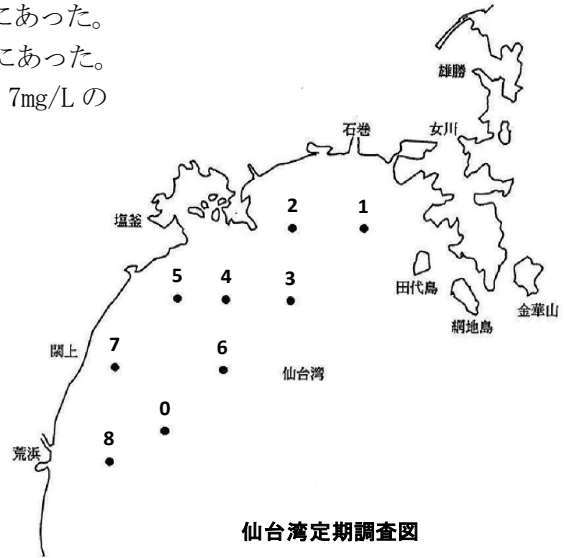 にあった。
にあった。
7mg/L の
雄勝
石巻
女川
塩釜
2
1
5
4
3
田代島
金華山
網地島
閖上
7
6
仙台湾
0
荒浜
8
仙台湾定期調査図